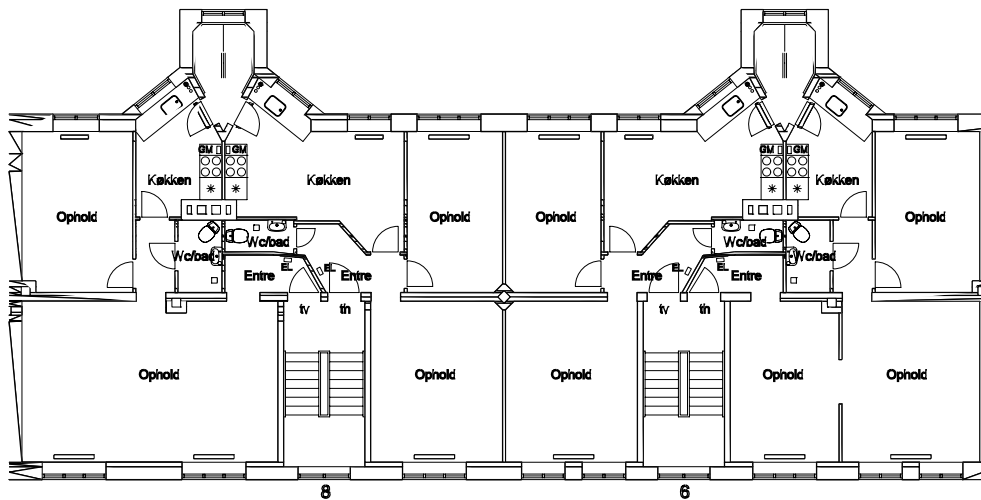 GM GM
GM GM
Køkken Køkken Køkken Køkken
Ophold Ophold Ophold Ophold
Wc/bad Wc/bad Wc/bad Wc/bad
EL EL EL EL
Entre Entre Entre Entre
tv th tv th
Ophold Ophold Ophold Ophold Ophold
8 6